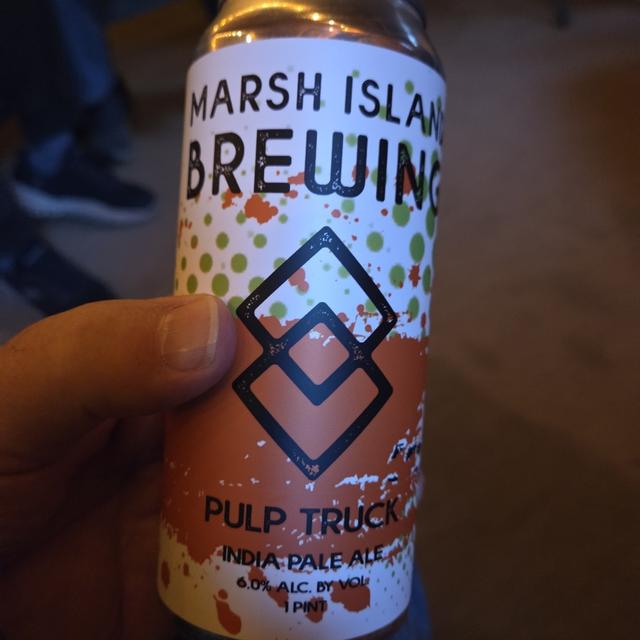 MARSH ISLAND
BREWING
PULP TRUCK
INDIA PALE ALE
6.0% ALC. BY VOL.
1 PINT